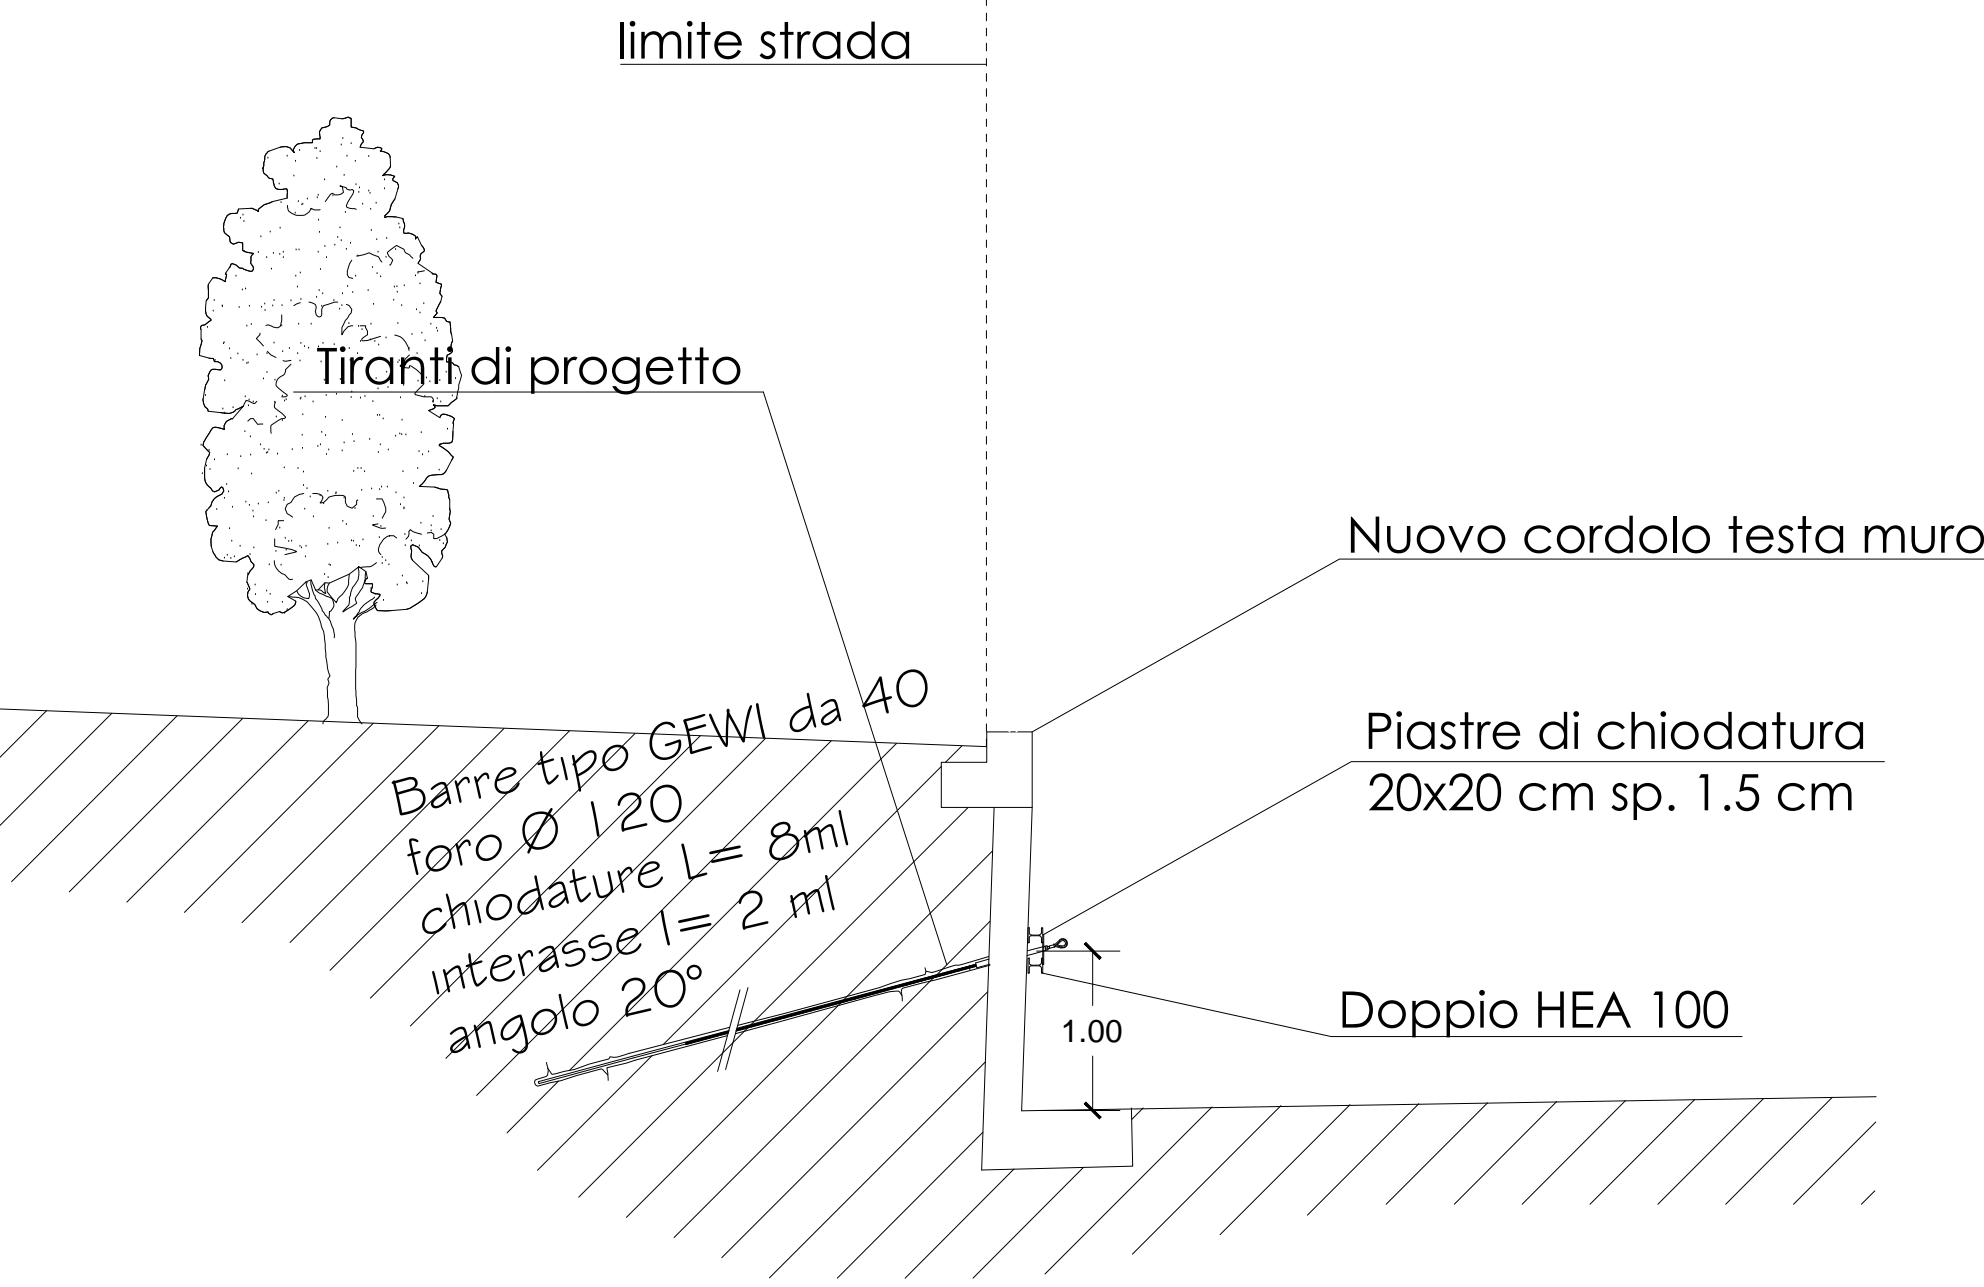 limite strada
Tiranti di progetto
Nuovo cordolo testa muro
Barre tipo GEWI da 40
foro Ø 120
chiodature L= 8ml
interasse I= 2 ml
angolo 20°
Piastre di chiodatura
20x20 cm sp. 1.5 cm
Doppio HEA 100
1.00